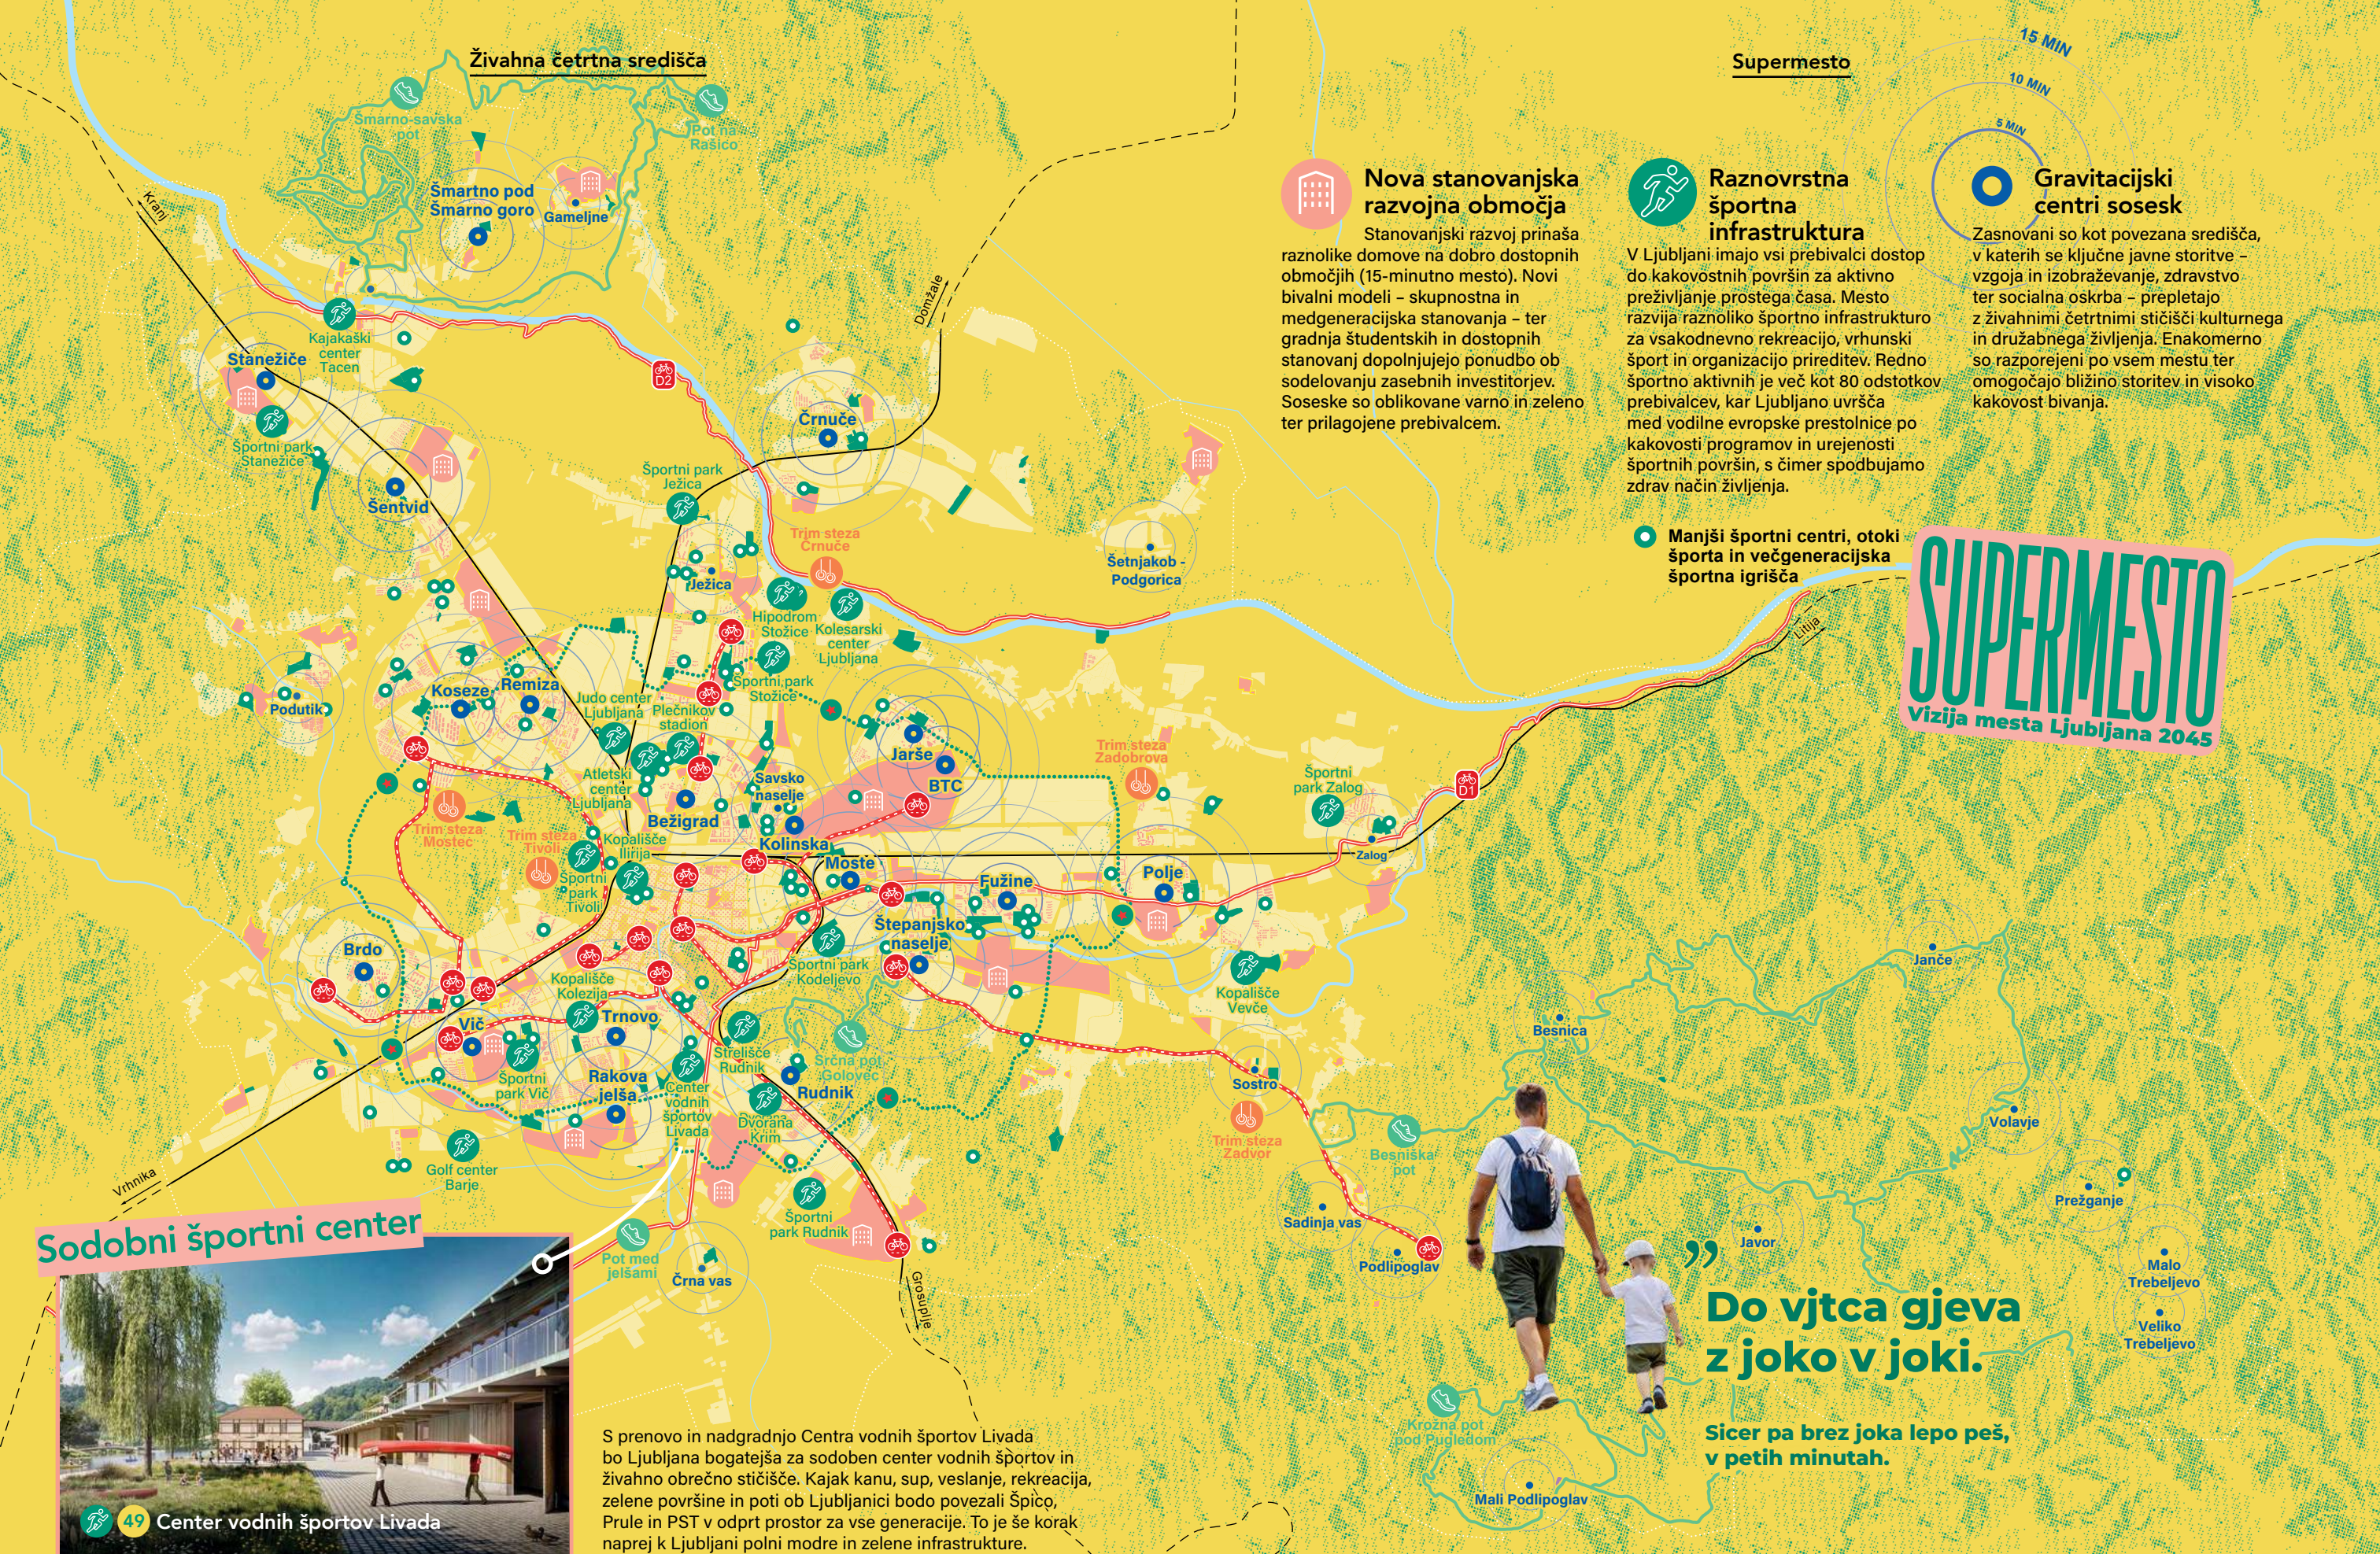 Živahna četrtna središča
Supermesto
15 MIN
10 MIN
5 MIN
Nova stanovanjska
razvojna območja
Stanovanjski razvoj prinaša
raznolike domove na dobro dostopnih
območjih (15-minutno mesto). Novi
bivalni modeli – skupnostna in
medgeneracijska stanovanja – ter
gradnja študentskih in dostopnih
stanovanj dopolnjujejo ponudbo ob
sodelovanju zasebnih investitorjev.
Soseske so oblikovane varno in zeleno
ter prilagojene prebivalcem.
Raznovrstna
športna
infrastruktura
V Ljubljani imajo vsi prebivalci dostop
do kakovostnih površin za aktivno
preživljanje prostega časa. Mesto
razvija raznoliko športno infrastrukturo
za vsakodnevno rekreacijo, vrhunski
šport in organizacijo prireditev. Redno
športno aktivnih je več kot 80 odstotkov
prebivalcev, kar Ljubljano uvršča
med vodilne evropske prestolnice po
kakovosti programov in urejenosti
športnih površin, s čimer spodbujamo
zdrav način življenja.
Manjši športni centri, otoki
športa in večgeneracijska
športna igrišča
Gravitacijski
centri sosesk
Zasnovani so kot povezana središča,
v katerih se ključne javne storitve –
vzgoja in izobraževanje, zdravstvo
ter socialna oskrba – prepletajo
z živahnimi četrtnimi stičišči kulturnega
in družabnega življenja. Enakomerno
so razporejeni po vsem mestu ter
omogočajo bližino storitev in visoko
kakovost bivanja.
SUPERMESTO
Vizija mesta Ljubljana 2045
Šmarno-savska
pot
Pot na
Rašico
Šmartno pod
Šmarno goro
Gameljne
Kranj
Domžale
Kajakaški
center
Tacen
Stanežiče
D2
Športni park
Stanežiče
Črnuče
Šentvid
Športni park
Ježica
Trim steza
Črnuče
Ježica
Šetnjakob -
Podgorica
Hipodrom
Stožice
Kolesarski
center
Ljubljana
Litija
Športni park
Stožice
Podutik
Koseze
Remiza
Judo center
Ljubljana
Plečnikov
stadion
Jarše
BTC
Trim steza
Zadobrova
Športni
park Zalog
D1
Zalog
Atletski
center
Ljubljana
Savsko
naselje
Bežigrad
Kolinska
Trim steza
Mostec
Trim steza
Tivoli
Kopališče
Ilirija
Športni
park
Tivoli
Moste
Fužine
Polje
Štepanjsko
naselje
Brdo
Športni park
Kodeljevo
Kopališče
Kolezija
Kopališče
Vevče
Janče
Besnica
Vič
Trnovo
Športni
park Vič
Strelišče
Rudnik
Srčna pot
Golovec
Rakova
jelša
Center
vodnih
športov
Livada
Rudnik
Dvorana
Krim
Sostro
Trim steza
Zadvor
Besniška
pot
Volavje
Golf center
Barje
Vrhnika
Prežganje
Športni
park Rudnik
Sadinja vas
Podlipoglav
Javor
Malo
Trebeljevo
Veliko
Trebeljevo
Pot med
jelšami
Črna vas
Grosuplje
Krožna pot
pod Pugledom
Mali Podlipoglav
”
Do vjtca gjeva
z joko v joki.
Sicer pa brez joka lepo peš,
v petih minutah.
Sodobni športni center
49 Center vodnih športov Livada
S prenovo in nadgradnjo Centra vodnih športov Livada
bo Ljubljana bogatejša za sodoben center vodnih športov in
živahno obrečno stičišče. Kajak kanu, sup, veslanje, rekreacija,
zelene površine in poti ob Ljubljanici bodo povezali Špico,
Prule in PST v odprt prostor za vse generacije. To je še korak
naprej k Ljubljani polni modre in zelene infrastrukture.